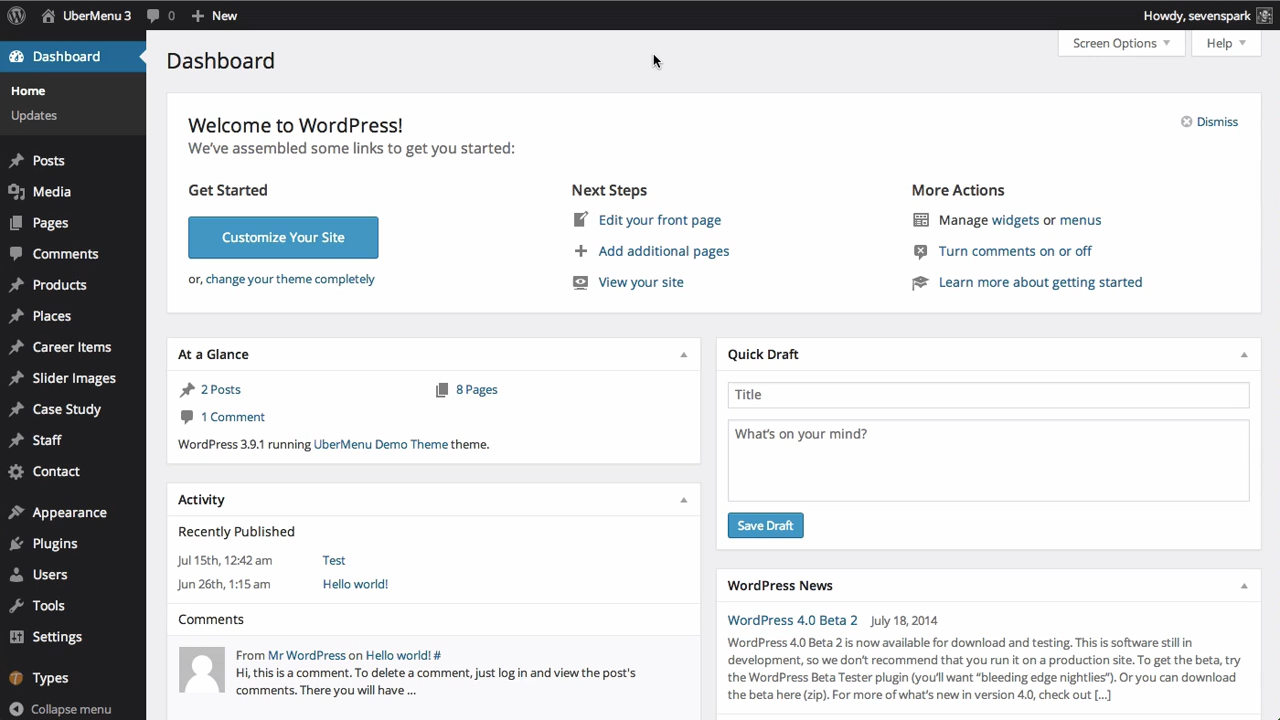 UberMenu 3
0
New
Howdy, sevenspark
Dashboard
Home
Updates
Posts
Media
Pages
Comments
Products
Places
Career Items
Slider Images
Case Study
Staff
Contact
Appearance
Plugins
Users
Tools
Settings
Types
Collapse menu
Dashboard
Screen Options
Help
Welcome to WordPress!
We've assembled some links to get you started:
Dismiss
Get Started
Customize Your Site
or, change your theme completely
Next Steps
Edit your front page
Add additional pages
View your site
More Actions
Manage widgets or menus
Turn comments on or off
Learn more about getting started
At a Glance
2 Posts
8 Pages
1 Comment
WordPress 3.9.1 running UberMenu Demo Theme theme.
Activity
Recently Published
Jul 15th, 12:42 am Test
Jun 26th, 1:15 am Hello world!
Comments
From Mr WordPress on Hello world! #
Hi, this is a comment. To delete a comment, just log in and view the post's
comments. There you will have ...
Quick Draft
Title
What's on your mind?
Save Draft
WordPress News
WordPress 4.0 Beta 2 July 18, 2014
WordPress 4.0 Beta 2 is now available for download and testing. This is software still in
development, so we don't recommend that you run it on a production site. To get the beta, try
the WordPress Beta Tester plugin (you'll want "bleeding edge nightlies"). Or you can download
the beta here (zip). For more of what's new in version 4.0, check out [...]